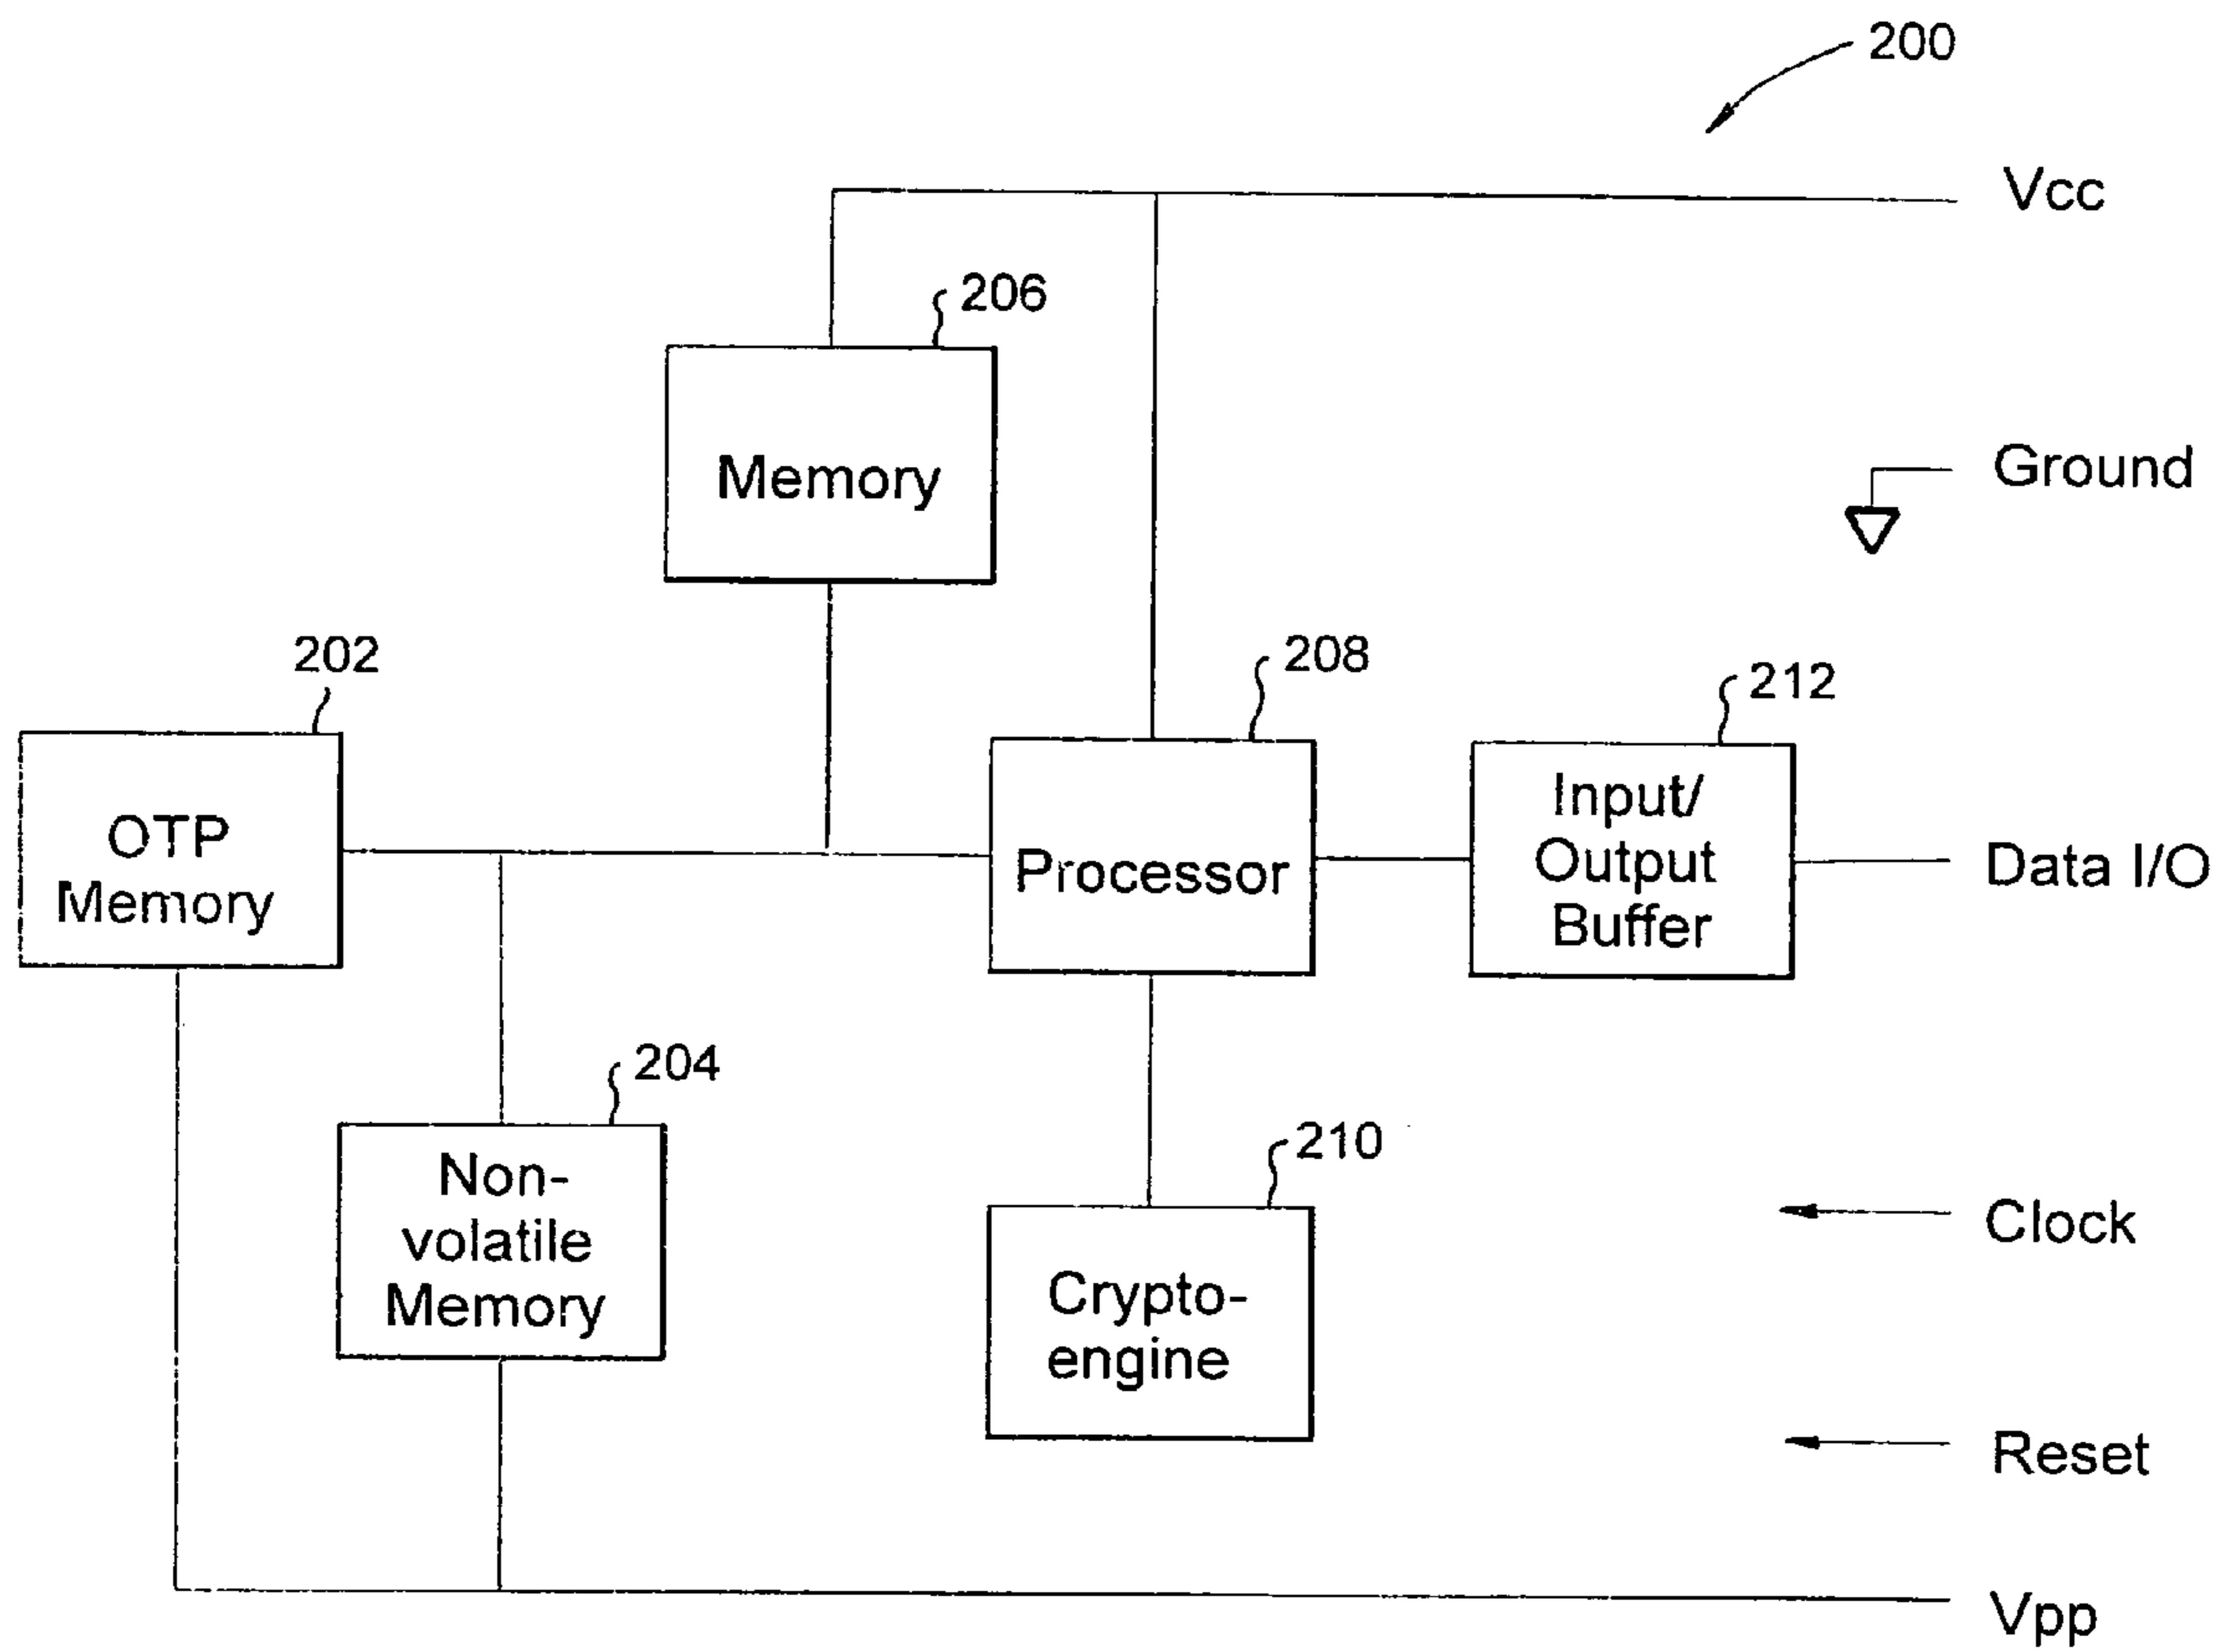 200
Vcc
206
Memory
Ground
202
208
212
OTP
Memory
Processor
Input/
Output
Buffer
Data I/O
204
Non-
volatile
Memory
210
Crypto-
engine
Clock
Reset
Vpp